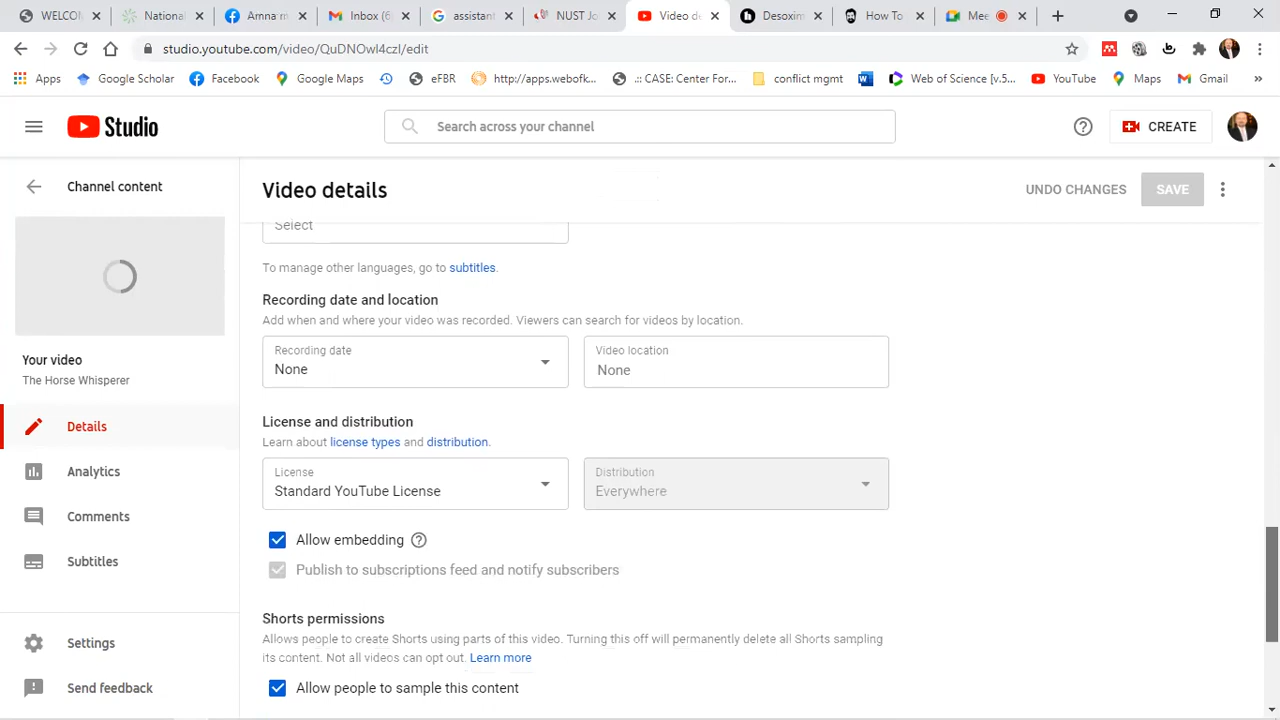 WELCON
National
Amna m
Inbox (6)
assistant
NUST Jo
Video de
Desoxim
How To
Mee
studio.youtube.com/video/QuDNOwl4czI/edit
Apps
Google Scholar
Facebook
Google Maps
eFBR
http://apps.webofk...
.:: CASE: Center For...
conflict mgmt
Web of Science [v.5...
YouTube
Maps
Gmail
»
Studio
Search across your channel
CREATE
Channel content
Video details
UNDO CHANGES
SAVE
Select
To manage other languages, go to subtitles.
Recording date and location
Add when and where your video was recorded. Viewers can search for videos by location.
Recording date
None
Video location
None
Your video
The Horse Whisperer
Details
Analytics
Comments
Subtitles
Settings
Send feedback
License and distribution
Learn about license types and distribution.
License
Standard YouTube License
Distribution
Everywhere
Allow embedding
Publish to subscriptions feed and notify subscribers
Shorts permissions
Allows people to create Shorts using parts of this video. Turning this off will permanently delete all Shorts sampling
its content. Not all videos can opt out. Learn more
Allow people to sample this content